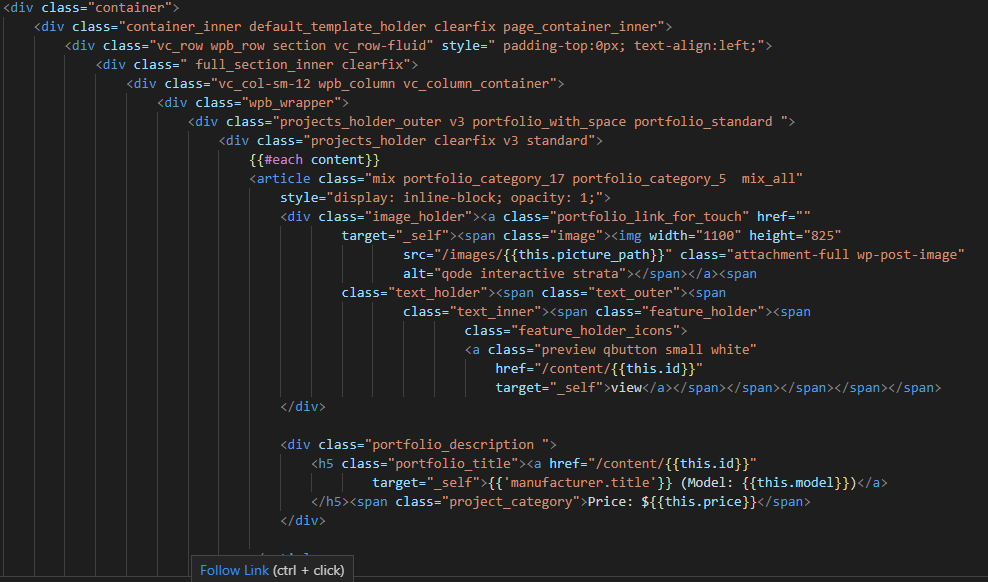 <div class="container">
<div class="container_inner default_template_holder clearfix page_container_inner">
<div class="vc_row wpb_row section vc_row-fluid" style=" padding-top:0px; text-align:left;">
<div class=" full_section_inner clearfix">
<div class="vc_col-sm-12 wpb_column vc_column_container">
<div class="wpb_wrapper">
<div class="projects_holder_outer v3 portfolio_with_space portfolio_standard ">
<div class="projects_holder clearfix v3 standard">
{{#each content}}
<article class="mix portfolio_category_17 portfolio_category_5  mix_all"
style="display: inline-block; opacity: 1;">
<div class="image_holder"><a class="portfolio_link_for_touch" href=""
target="_self"><span class="image"><img width="1100" height="825"
src="/images/{{this.picture_path}}" class="attachment-full wp-post-image"
alt="qode interactive strata"></span></a><span
class="text_holder"><span class="text_outer"><span
class="text_inner"><span class="feature_holder"><span
class="feature_holder_icons">
<a class="preview qbutton small white"
href="/content/{{this.id}}"
target="_self">view</a></span></span></span></span></span>
</div>
<div class="portfolio_description ">
<h5 class="portfolio_title"><a href="/content/{{this.id}}"
target="_self">{{'manufacturer.title'}} (Model: {{this.model}})</a>
</h5><span class="project_category">Price: ${{this.price}}</span>
</div>
Follow Link (ctrl + click)